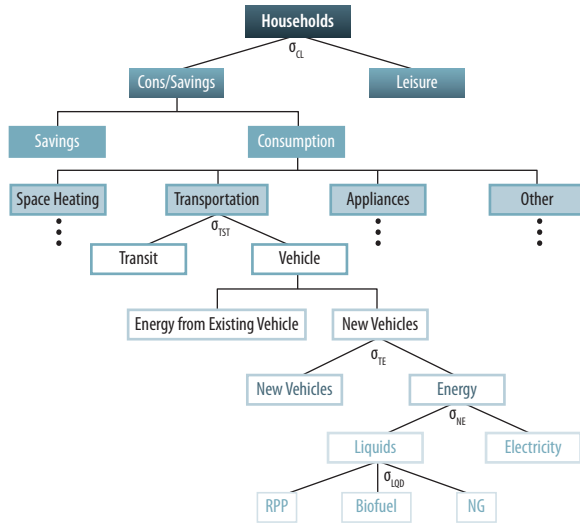 Households
σCL
Cons/Savings
Leisure
Savings
Consumption
Space Heating
Transportation
Appliances
Other
σTST
Transit
Vehicle
Energy from Existing Vehicle
New Vehicles
σTE
New Vehicles
Energy
σNE
Liquids
Electricity
σLQD
RPP
Biofuel
NG